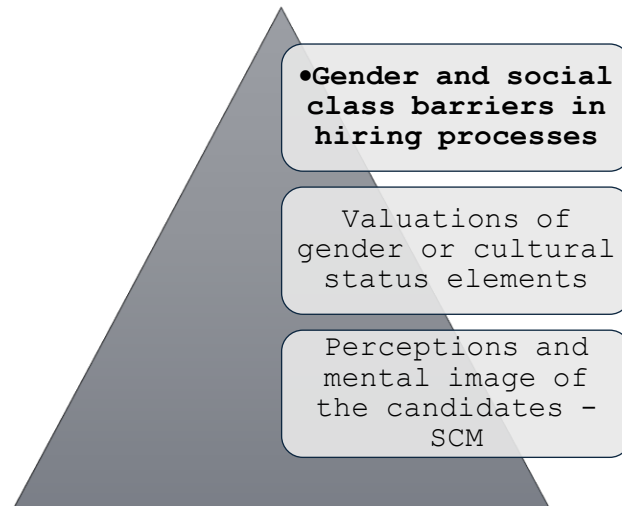 •Gender and social
class barriers in
hiring processes
Valuations of
gender or cultural
status elements
Perceptions and
mental image of
the candidates -
SCM